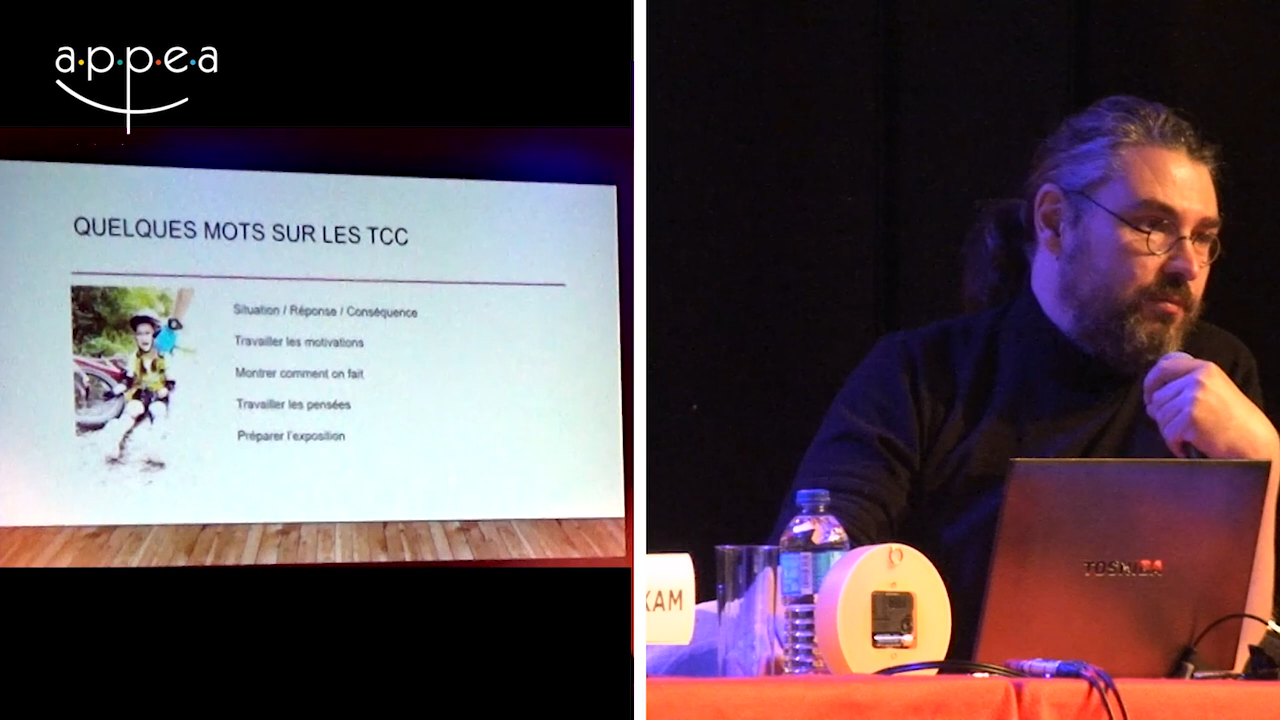 a·p·p·e·a
QUELQUES MOTS SUR LES TCC
Situation / Réponse / Conséquence
Travailler les motivations
Montrer comment on fait
Travailler les pensées
Préparer l'exposition
KAM
TOSHIBA